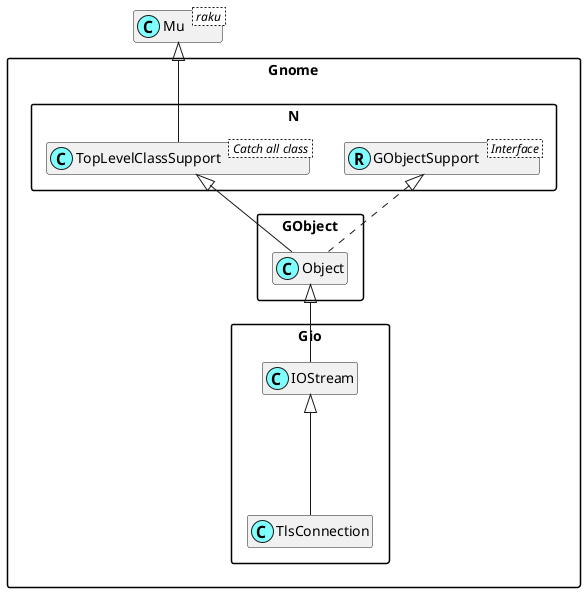 C Mu raku
Gnome
N
C TopLevelClassSupport Catch all class
R GObjectSupport Interface
GObject
C Object
Gio
C IOStream
C TlsConnection